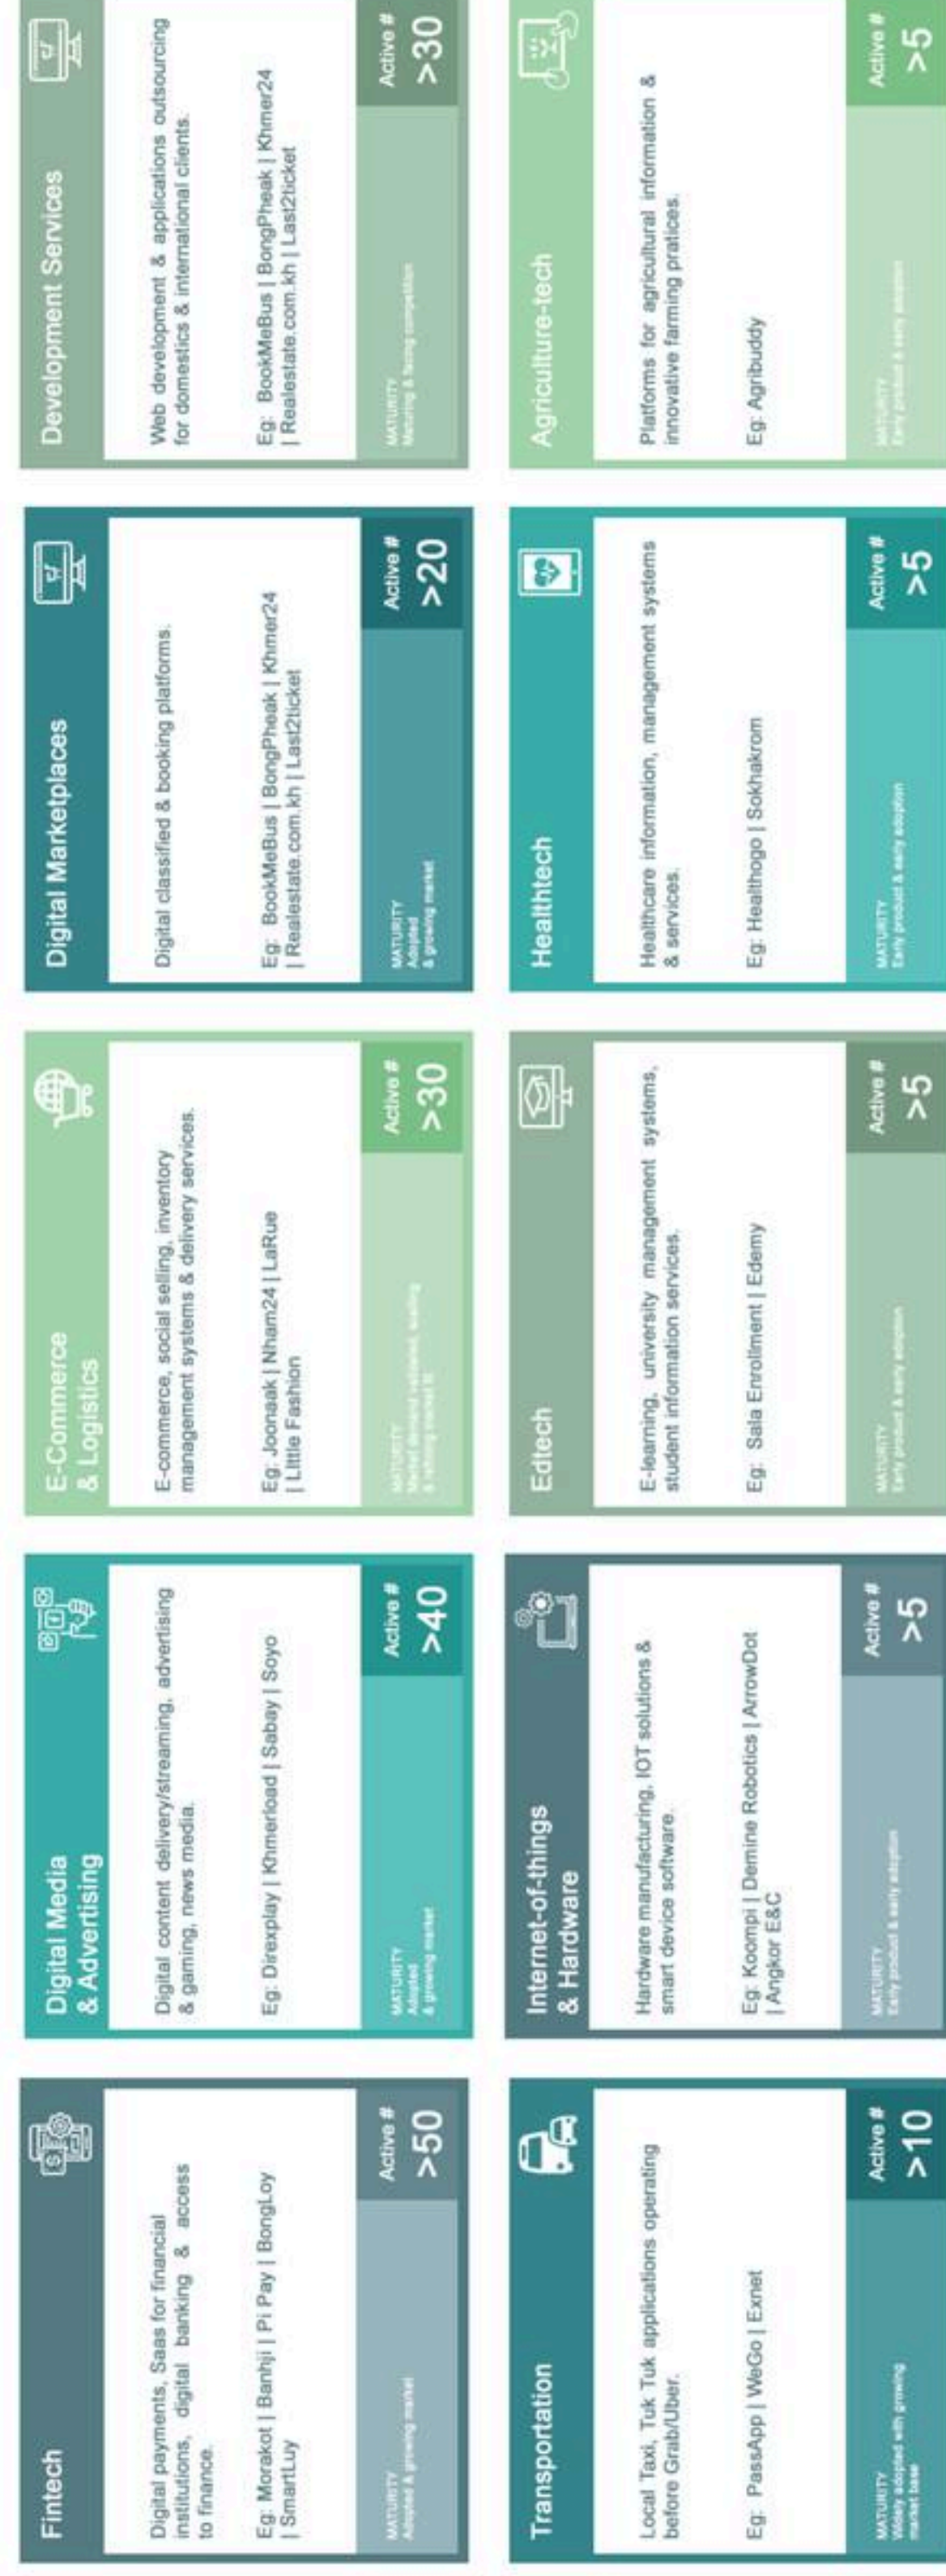 Fintech
Digital payments, Saas for financial
institutions, digital banking & access
to finance.
Eg: Morakot | Banhji | Pi Pay | BongLoy
| SmartLuy
MATURITY
Adopted & growing market
Active #
>50
Digital Media
& Advertising
Digital content delivery/streaming, advertising
& gaming, news media.
Eg: Direxplay | Khmerload | Sabay | Soyo
MATURITY
Adopted
& growing market
Active #
>40
E-Commerce
& Logistics
E-commerce, social selling, inventory
management systems & delivery services.
Eg: Joonaak | Nham24 | LaRue
| Little Fashion
MATURITY
Market demand validated, scaling
Active #
>30
Digital Marketplaces
Digital classified & booking platforms.
Eg: BookMeBus | BongPheak | Khmer24
| Realestate.com.kh | Last2ticket
MATURITY
Adopted
& growing market
Active #
>20
Development Services
Web development & applications outsourcing
for domestics & international clients.
Eg: BookMeBus | BongPheak | Khmer24
| Realestate.com.kh | Last2ticket
MATURITY
Maturing & facing competition
Active #
>30
Transportation
Local Taxi, Tuk Tuk applications operating
before Grab/Uber.
Eg: PassApp | WeGo | Exnet
MATURITY
Widely adopted with growing
market base
Active #
>10
Internet-of-things
& Hardware
Hardware manufacturing, IOT solutions &
smart device software.
Eg: Koompi | Demine Robotics | ArrowDot
| Angkor E&C
MATURITY
Early product & early adoption
Active #
>5
Edtech
E-learning, university management systems,
student information services.
Eg: Sala Enrollment | Edemy
MATURITY
Early product & early adoption
Active #
>5
Healthtech
Healthcare information, management systems
& services.
Eg: Healthogo | Sokhakrom
MATURITY
Early product & early adoption
Active #
>5
Agriculture-tech
Platforms for agricultural information &
innovative farming pratices.
Eg: Agribuddy
MATURITY
Early product & early adoption
Active #
>5